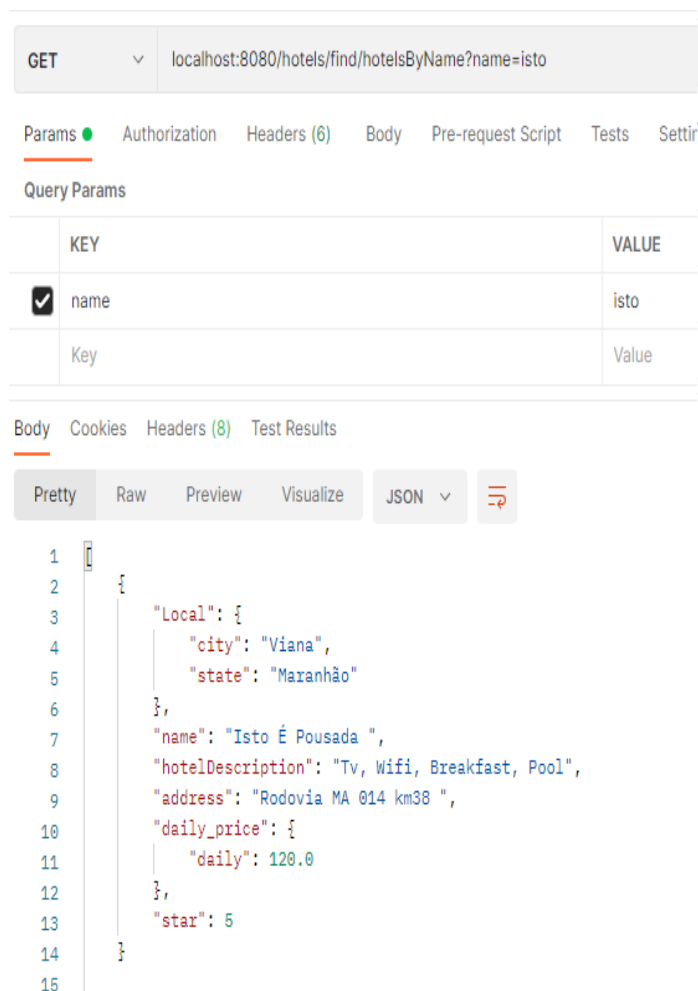 GET localhost:8080/hotels/find/hotelsByName?name=isto
Params Authorization Headers (6) Body Pre-request Script Tests Settin
Query Params
KEY VALUE
name isto
Key Value
Body Cookies Headers (8) Test Results
Pretty Raw Preview Visualize JSON
1 [
2 {
3 "Local": {
4 "city": "Viana",
5 "state": "Maranhão"
6 },
7 "name": "Isto É Pousada ",
8 "hotelDescription": "Tv, Wifi, Breakfast, Pool",
9 "address": "Rodovia MA 014 km38 ",
10 "daily_price": {
11 "daily": 120.0
12 },
13 "star": 5
14 }
15